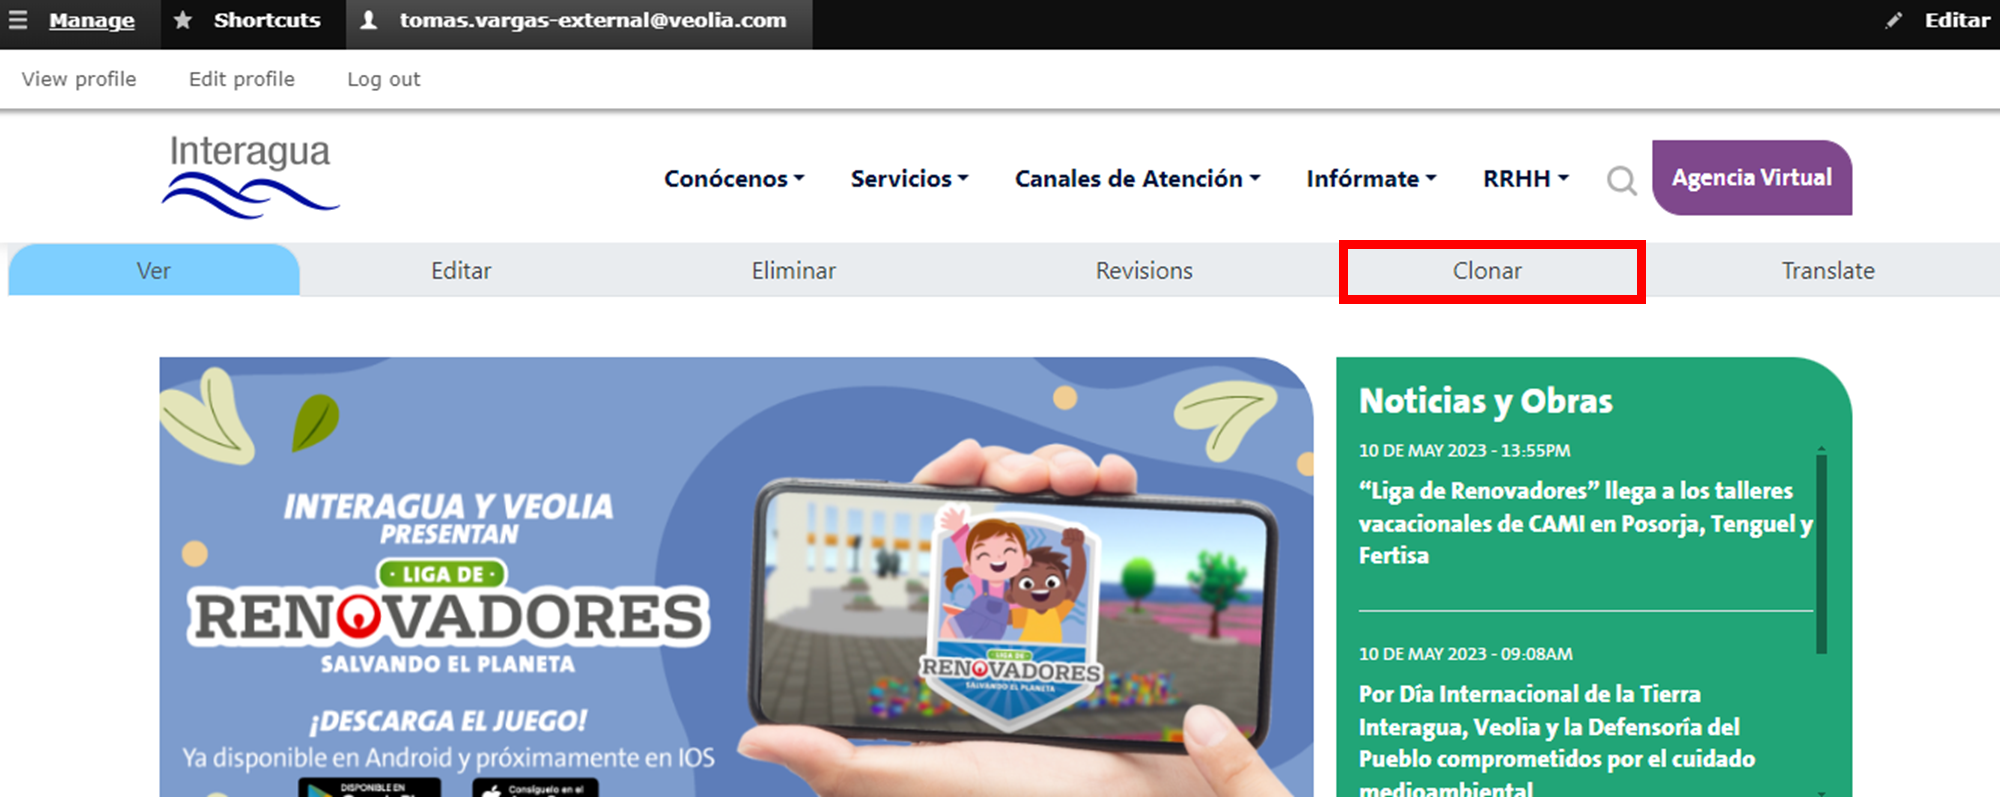 Manage
Shortcuts
tomas.vargas-external@veolia.com
Editar
View profile
Edit profile
Log out
Interagua
Conócenos
Servicios
Canales de Atención
Infórmate
RRHH
Agencia Virtual
Ver
Editar
Eliminar
Revisions
Clonar
Translate
INTERAGUA Y VEOLIA
PRESENTAN
· LIGA DE ·
RENOVADORES
SALVANDO EL PLANETA
¡DESCARGA EL JUEGO!
Ya disponible en Android y próximamente en IOS
DISPONIBLE EN
Consíguelo en el
LIGA DE
RENOVADORES
SALVANDO EL PLANETA
Noticias y Obras
10 DE MAY 2023 - 13:55PM
“Liga de Renovadores” llega a los talleres
vacacionales de CAMI en Posorja, Tenguel y
Fertisa
10 DE MAY 2023 - 09:08AM
Por Día Internacional de la Tierra
Interagua, Veolia y la Defensoría del
Pueblo comprometidos por el cuidado
medioambiental